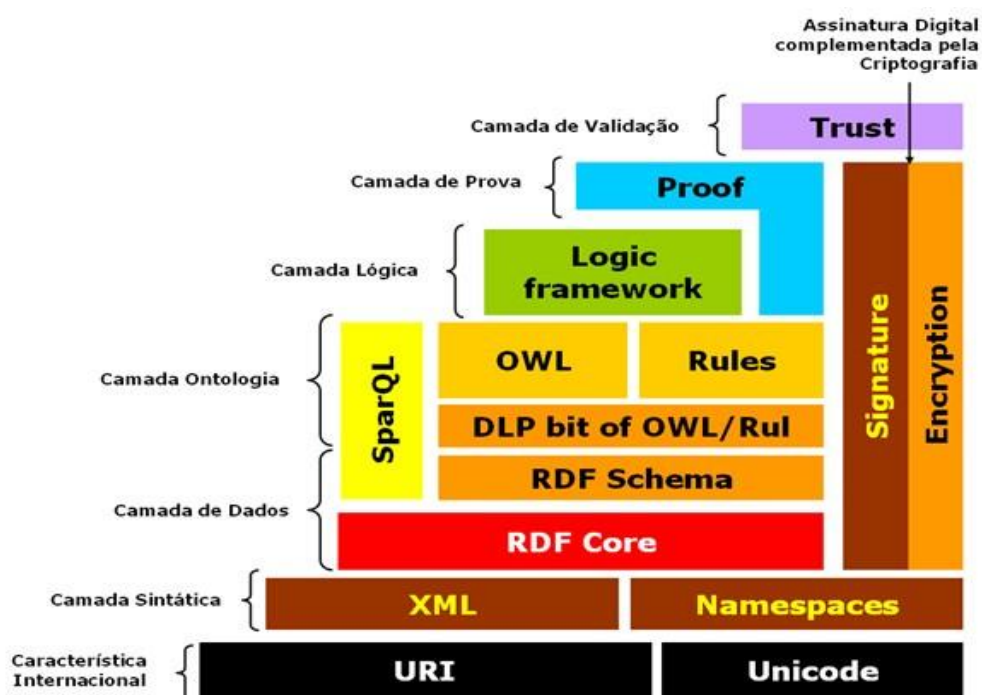 Assinatura Digital
complementada pela
Criptografia
Camada de Validação
Trust
Camada de Prova
Proof
Camada Lógica
Logic
framework
Camada Ontologia
SparQL
OWL
Rules
DLP bit of OWL/Rul
Signature
Encryption
Camada de Dados
RDF Schema
RDF Core
Camada Sintática
XML
Namespaces
Característica
Internacional
URI
Unicode